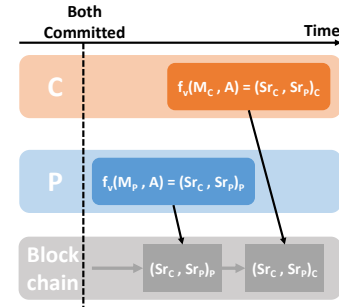 Both
Committed
Time
C
f_v(M_C , A) = (Sr_C , Sr_P)_C
P
f_v(M_P , A) = (Sr_C , Sr_P)_P
Block
chain
(Sr_C , Sr_P)_P
(Sr_C , Sr_P)_C